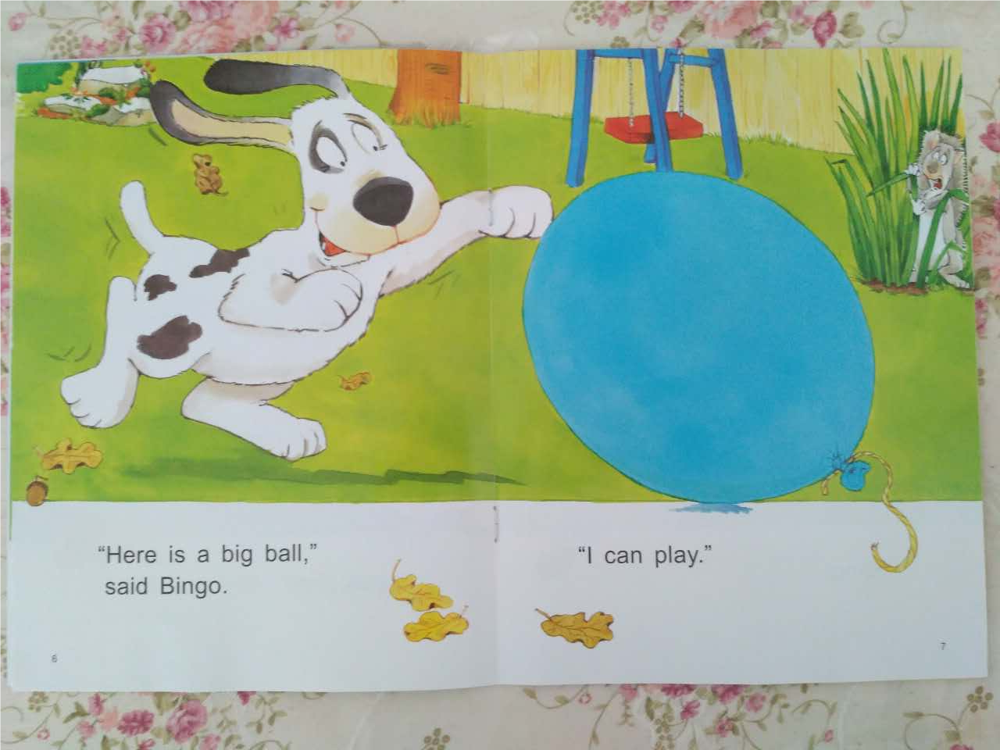 “Here is a big ball,”
said Bingo.
“I can play.”
6
7